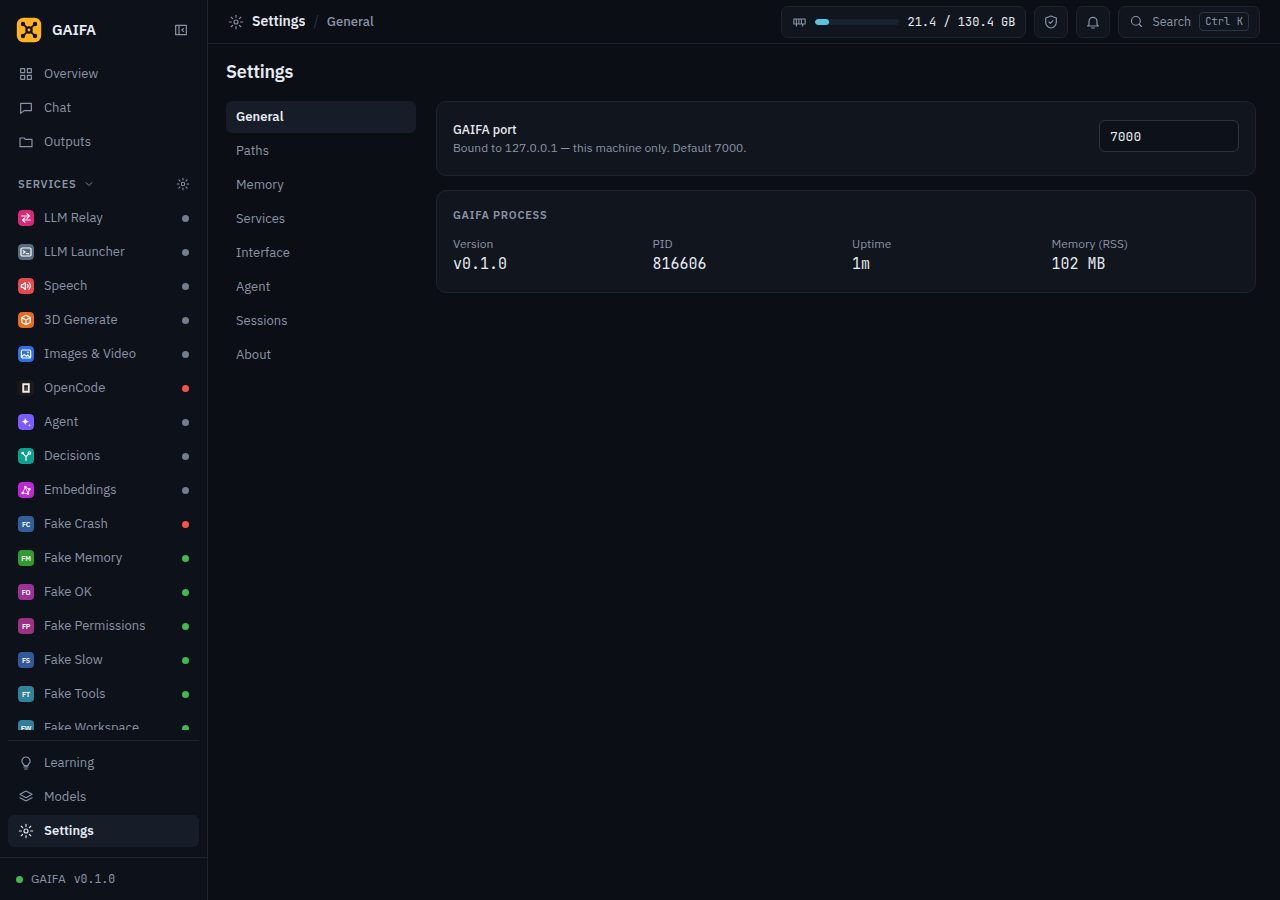 GAIFA
Overview
Chat
Outputs
SERVICES
LLM Relay
LLM Launcher
Speech
3D Generate
Images & Video
OpenCode
Agent
Decisions
Embeddings
FC Fake Crash
FM Fake Memory
FO Fake OK
FP Fake Permissions
FS Fake Slow
FT Fake Tools
FW Fake Workspace
Learning
Models
Settings
GAIFA v0.1.0
Settings / General
21.4 / 130.4 GB
Search Ctrl K
Settings
General
Paths
Memory
Services
Interface
Agent
Sessions
About
GAIFA port
Bound to 127.0.0.1 — this machine only. Default 7000.
7000
GAIFA PROCESS
Version PID Uptime Memory (RSS)
v0.1.0 816606 1m 102 MB